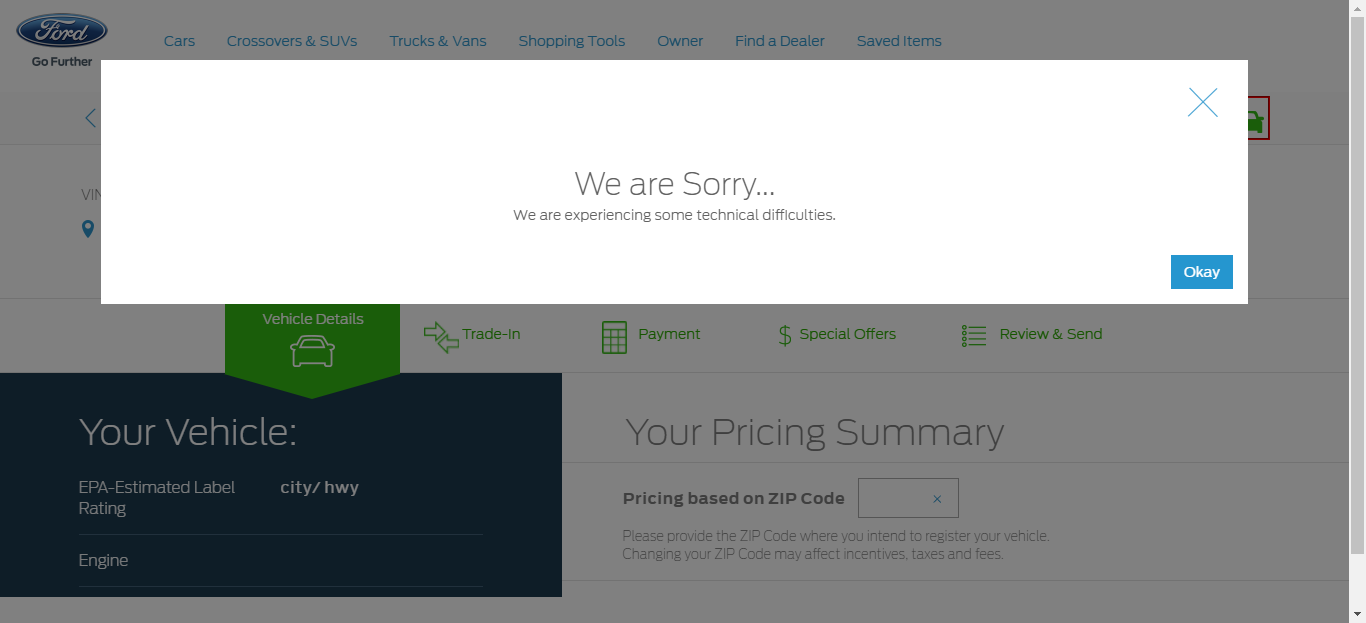 Ford
Go Further
Cars
Crossovers & SUVs
Trucks & Vans
Shopping Tools
Owner
Find a Dealer
Saved Items
We are Sorry...
We are experiencing some technical difficulties.
Okay
VIN
Vehicle Details
Trade-In
Payment
$ Special Offers
Review & Send
Your Vehicle:
EPA-Estimated Label
Rating
city/ hwy
Engine
Your Pricing Summary
Pricing based on ZIP Code
Please provide the ZIP Code where you intend to register your vehicle.
Changing your ZIP Code may affect incentives, taxes and fees.